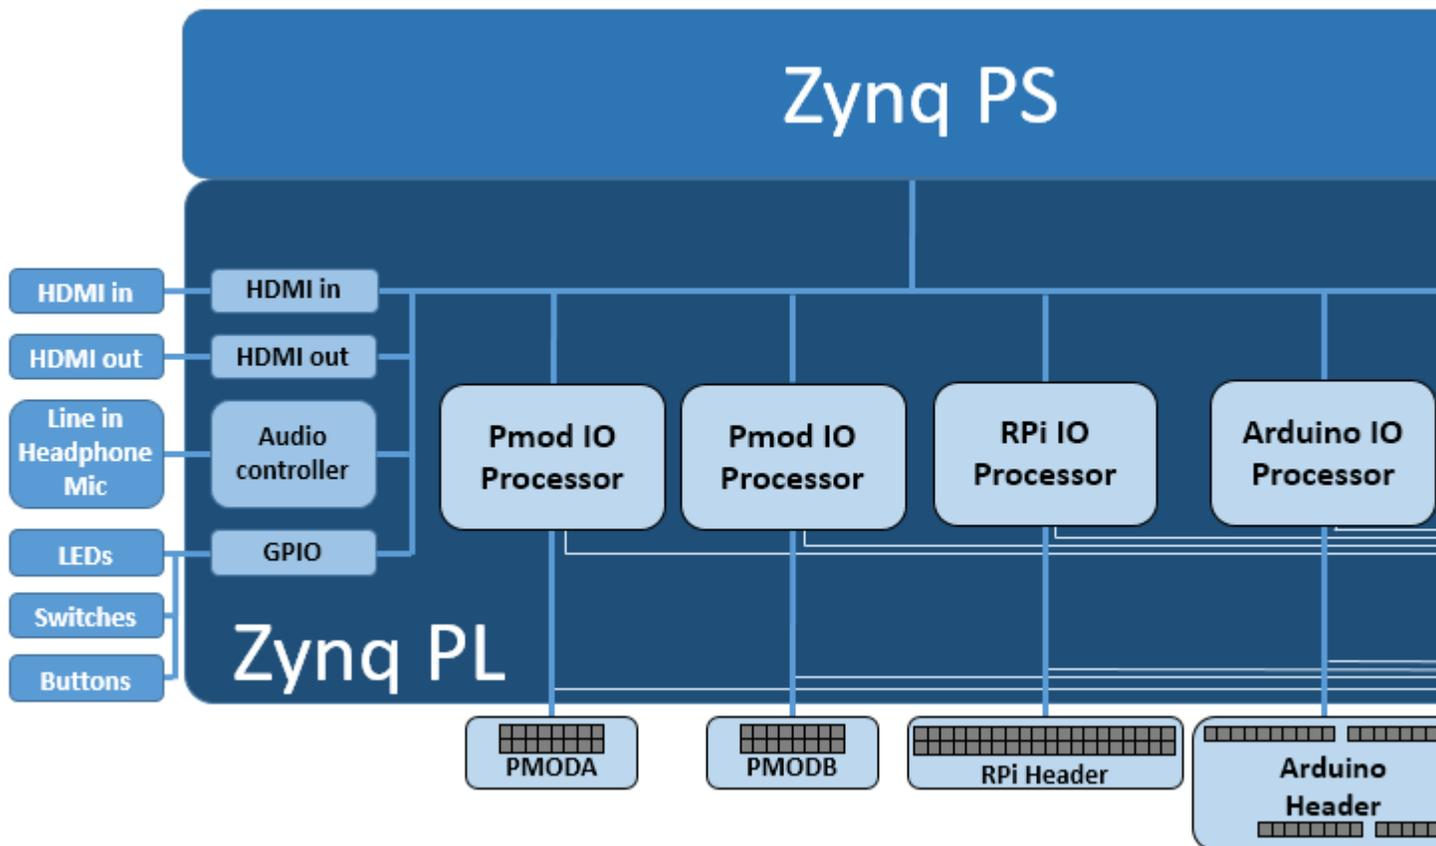 Zynq PS
HDMI in
HDMI in
HDMI out
HDMI out
Line in
Headphone
Mic
Audio
controller
Pmod IO
Processor
Pmod IO
Processor
RPi IO
Processor
Arduino IO
Processor
LEDs
GPIO
Switches
Buttons
Zynq PL
PMODA
PMODB
RPi Header
Arduino
Header